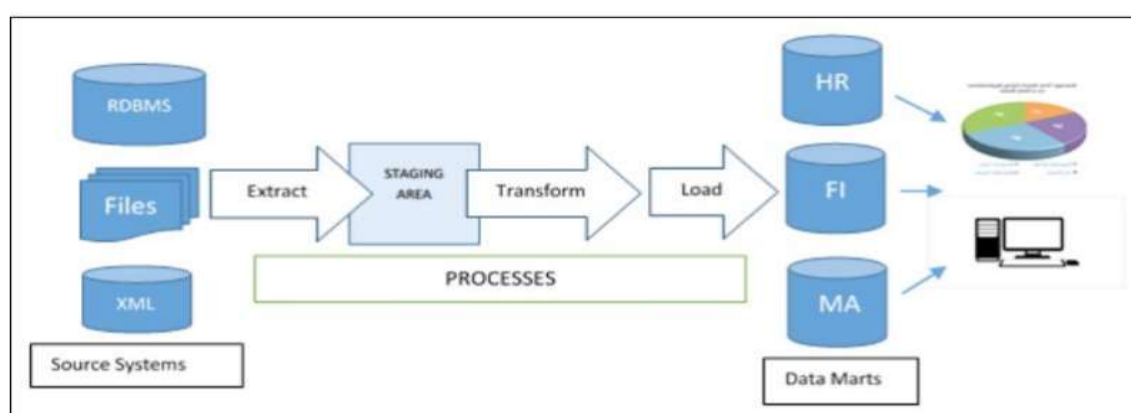 RDBMS
Files
XML
Source Systems
Extract
STAGING
AREA
Transform
Load
PROCESSES
HR
FI
MA
Data Marts